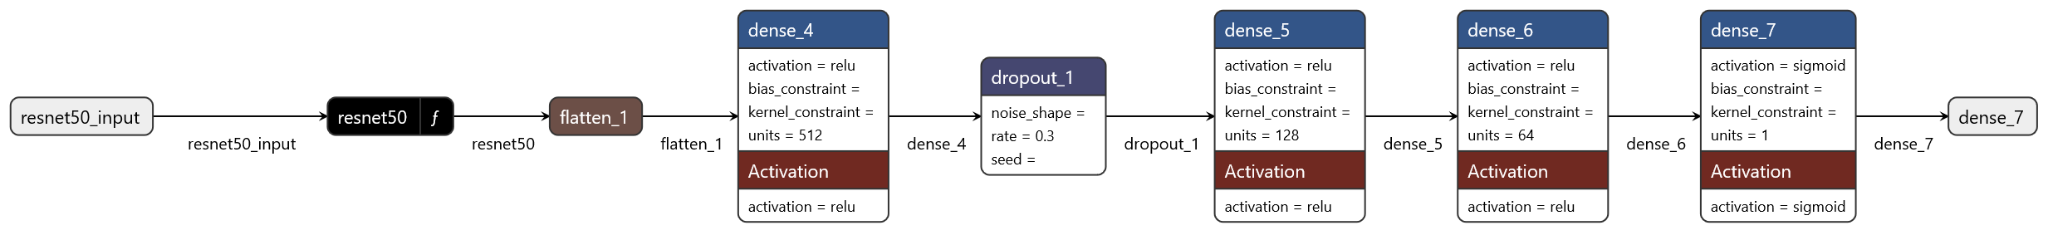 resnet50_input
resnet50_input
resnet50 ƒ
resnet50
flatten_1
flatten_1
dense_4
activation = relu
bias_constraint =
kernel_constraint =
units = 512
Activation
activation = relu
dense_4
dropout_1
noise_shape =
rate = 0.3
seed =
dropout_1
dense_5
activation = relu
bias_constraint =
kernel_constraint =
units = 128
Activation
activation = relu
dense_5
dense_6
activation = relu
bias_constraint =
kernel_constraint =
units = 64
Activation
activation = relu
dense_6
dense_7
activation = sigmoid
bias_constraint =
kernel_constraint =
units = 1
Activation
activation = sigmoid
dense_7
dense_7